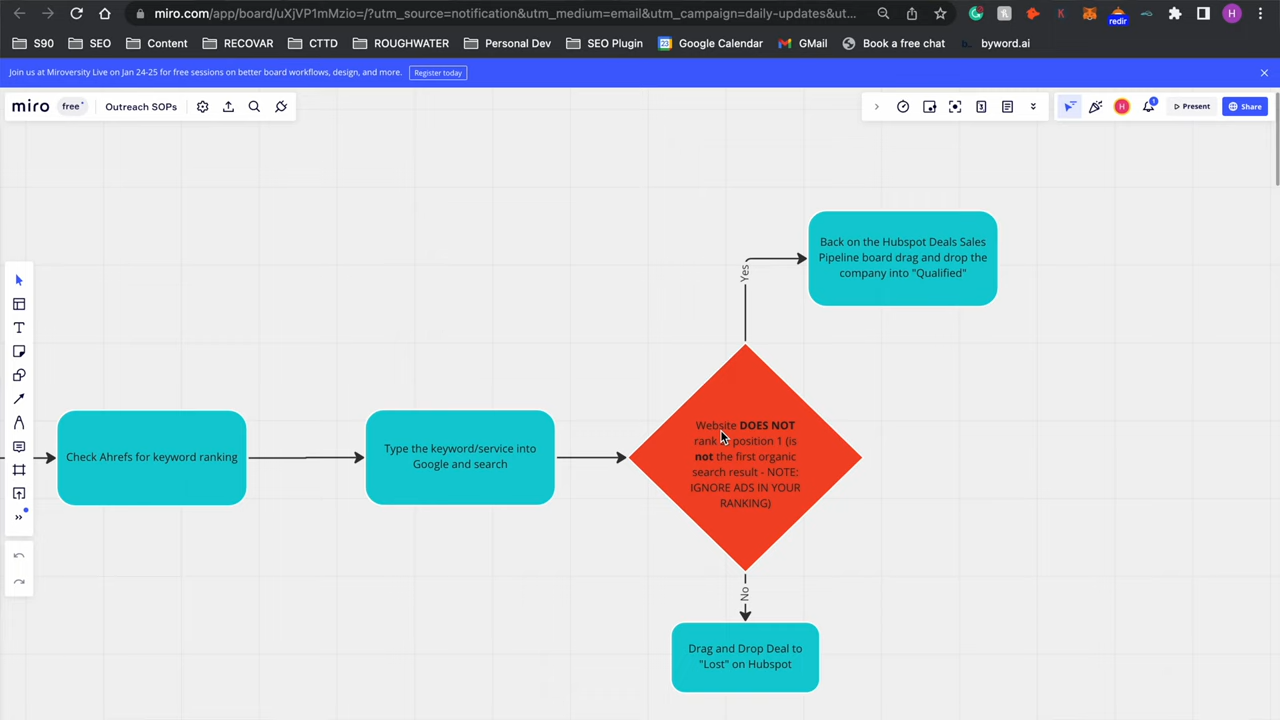 miro.com/app/board/uXjVP1mMzio=/?utm_source=notification&utm_medium=email&utm_campaign=daily-updates&ut...
redir
H
S90
SEO
Content
RECOVAR
CTTD
ROUGHWATER
Personal Dev
SEO Plugin
Google Calendar
GMail
Book a free chat
b.
byword.ai
Join us at Miroversity Live on Jan 24-25 for free sessions on better board workflows, design, and more.
Register today
miro
free
Outreach SOPs
3
H
1
Present
Share
Back on the Hubspot Deals Sales
Pipeline board drag and drop the
company into "Qualified"
Yes
Check Ahrefs for keyword ranking
Type the keyword/service into
Google and search
Website DOES NOT
rank position 1 (is
not the first organic
search result - NOTE:
IGNORE ADS IN YOUR
RANKING)
No
Drag and Drop Deal to
"Lost" on Hubspot